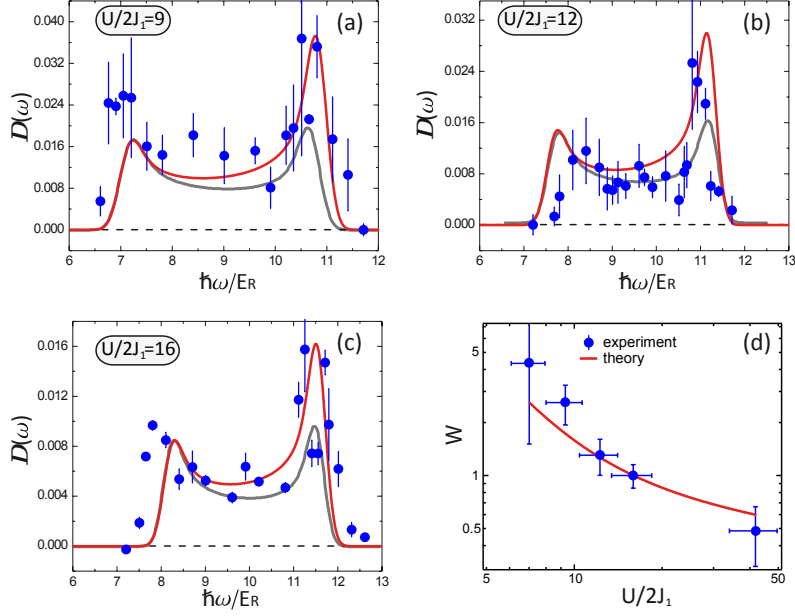 U/2J₁=9
(a)
D(ω)
0.040
0.032
0.024
0.016
0.008
0.000
6 7 8 9 10 11 12
ħω/ER
U/2J₁=12
(b)
D(ω)
0.032
0.024
0.016
0.008
0.000
6 7 8 9 10 11 12 13
ħω/ER
U/2J₁=16
(c)
D(ω)
0.016
0.012
0.008
0.004
0.000
6 7 8 9 10 11 12 13
ħω/ER
(d)
experiment
theory
W
5
1
0.5
5 10 50
U/2J₁